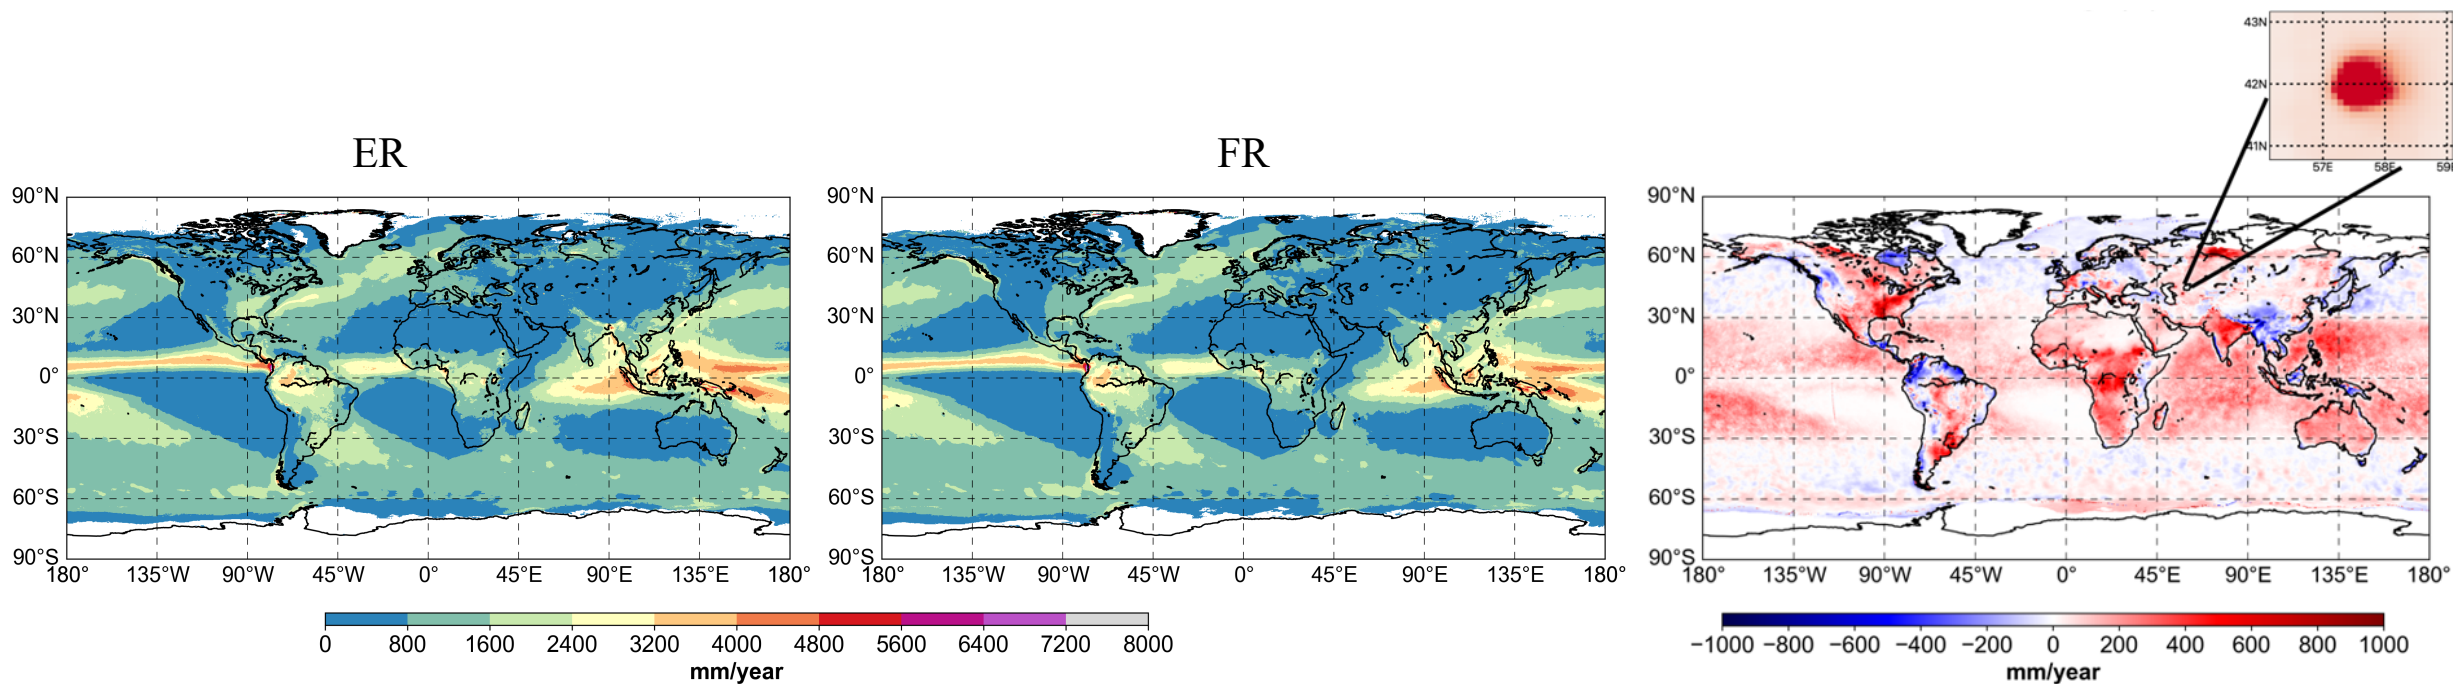 43N
42N
41N
57E 58E 59E
ER FR
90°N 90°N 90°N
60°N 60°N 60°N
30°N 30°N 30°N
0° 0° 0°
30°S 30°S 30°S
60°S 60°S 60°S
90°S 90°S 90°S
180° 135°W 90°W 45°W 0° 45°E 90°E 135°E 180° 180° 135°W 90°W 45°W 0° 45°E 90°E 135°E 180° 180° 135°W 90°W 45°W 0° 45°E 90°E 135°E 180°
0 800 1600 2400 3200 4000 4800 5600 6400 7200 8000 −1000 −800 −600 −400 −200 0 200 400 600 800 1000
mm/year mm/year